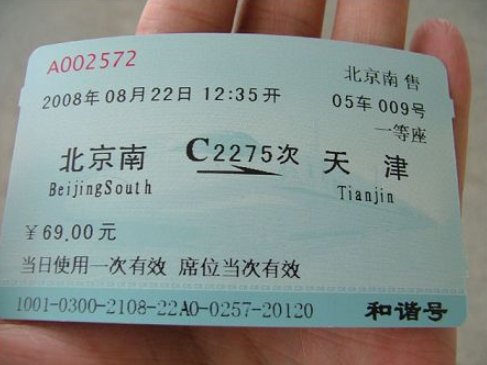 A002572
北京南 售
2008年08月22日 12:35开
05车 009号
一等座
北京南 C2275次 天津
BeijingSouth Tianjin
￥69.00元
当日使用一次有效 席位当次有效
1001-0300-2108-22A0-0257-20120 和谐号